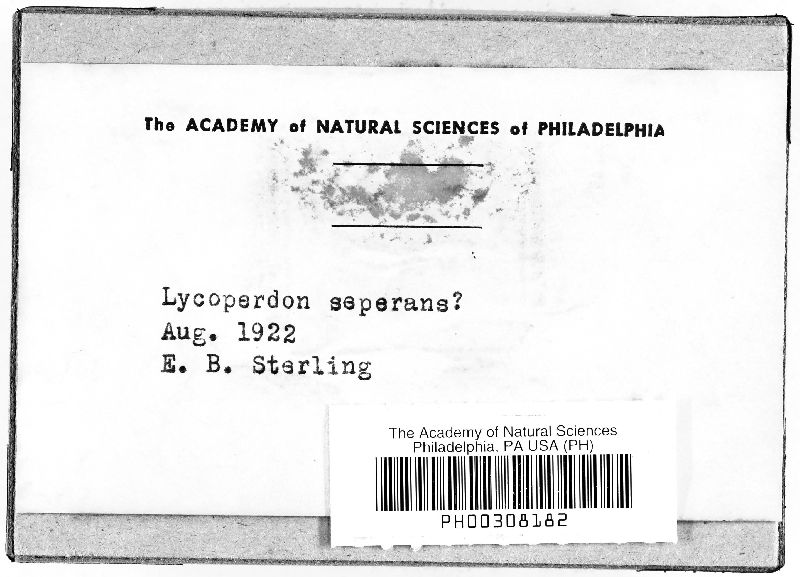 The ACADEMY of NATURAL SCIENCES of PHILADELPHIA
Lycoperdon seperans?
Aug. 1922
E. B. Sterling
The Academy of Natural Sciences
Philadelphia, PA USA (PH)
PH00308182